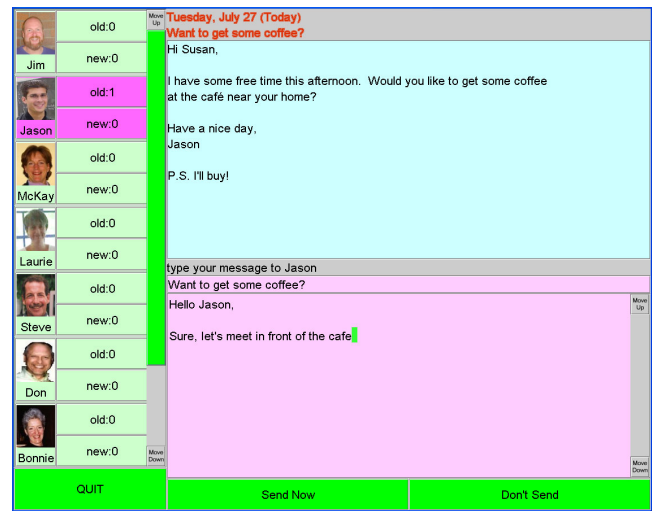 old:0
Jim
new:0
old:1
Jason
new:0
old:0
McKay
new:0
old:0
Laurie
new:0
old:0
Steve
new:0
old:0
Don
new:0
old:0
Bonnie
new:0
QUIT
Move
Up
Move
Down
Tuesday, July 27 (Today)
Want to get some coffee?
Hi Susan,
I have some free time this afternoon.  Would you like to get some coffee
at the café near your home?
Have a nice day,
Jason
P.S. I'll buy!
type your message to Jason
Want to get some coffee?
Hello Jason,
Sure, let's meet in front of the cafe
Move
Up
Move
Down
Send Now
Don't Send